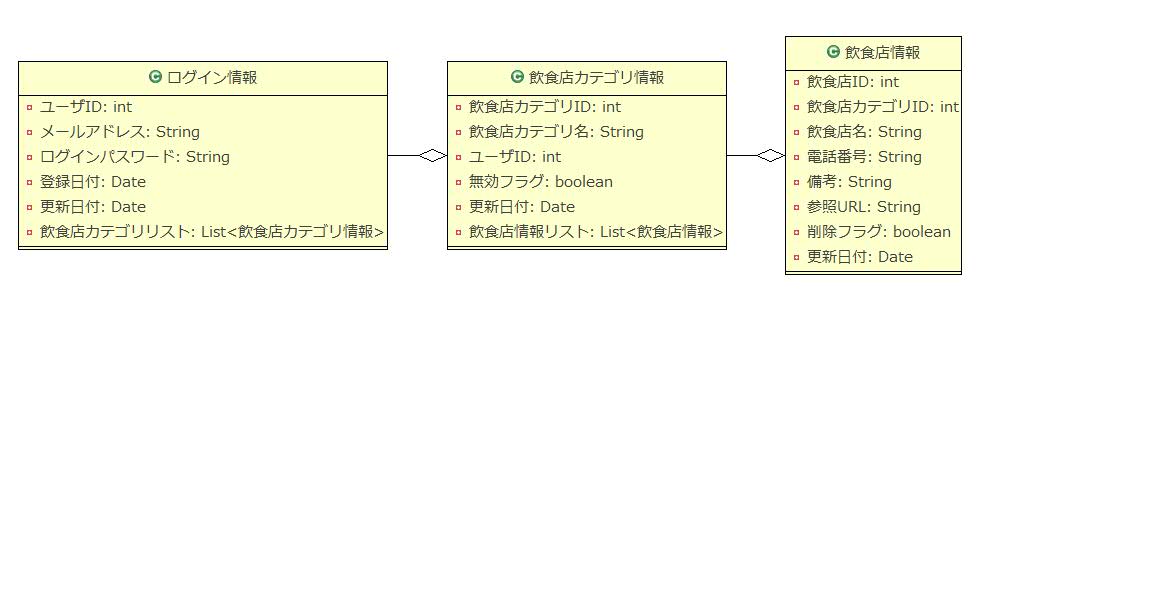 ログイン情報
ユーザID: int
メールアドレス: String
ログインパスワード: String
登録日付: Date
更新日付: Date
飲食店カテゴリリスト: List<飲食店カテゴリ情報>
飲食店カテゴリ情報
飲食店カテゴリID: int
飲食店カテゴリ名: String
ユーザID: int
無効フラグ: boolean
更新日付: Date
飲食店情報リスト: List<飲食店情報>
飲食店情報
飲食店ID: int
飲食店カテゴリID: int
飲食店名: String
電話番号: String
備考: String
参照URL: String
削除フラグ: boolean
更新日付: Date